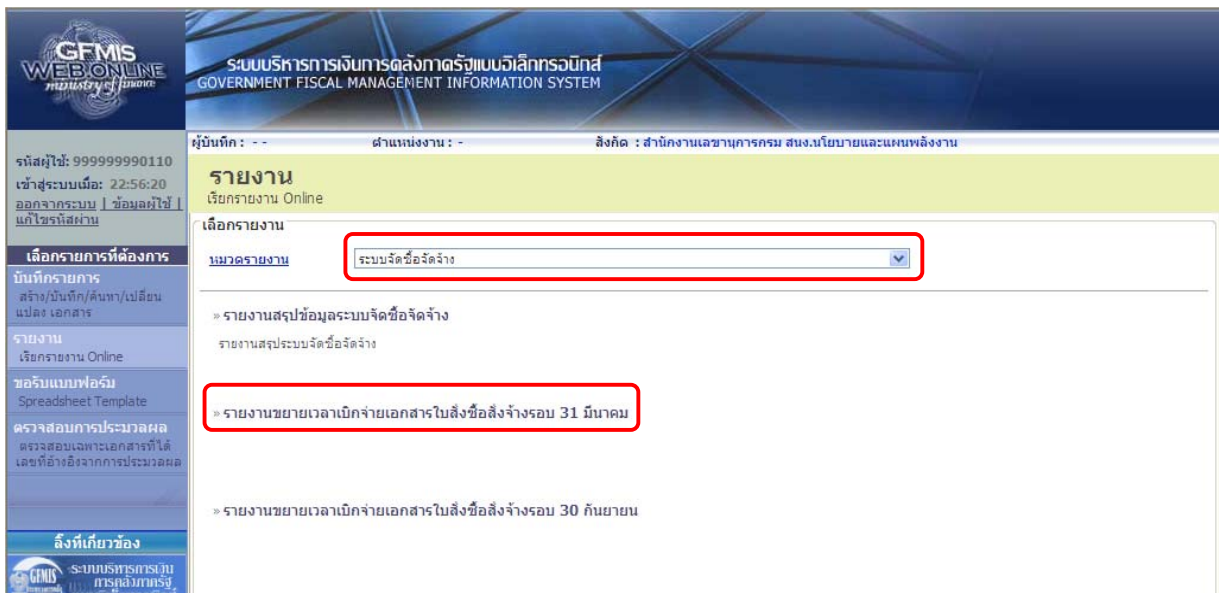 GFMIS
WEB ONLINE
ministry of finance
ระบบบริหารการเงินการคลังภาครัฐแบบอิเล็กทรอนิกส์
GOVERNMENT FISCAL MANAGEMENT INFORMATION SYSTEM
ผู้บันทึก : - - ตำแหน่งงาน : - สังกัด : สำนักงานเลขานุการกรม สนง.นโยบายและแผนพลังงาน
รหัสผู้ใช้: 999999990110
เข้าสู่ระบบเมื่อ: 22:56:20
ออกจากระบบ | ข้อมูลผู้ใช้ |
แก้ไขรหัสผ่าน
รายงาน
เรียกรายงาน Online
เลือกรายงาน
หมวดรายงาน ระบบจัดซื้อจัดจ้าง
» รายงานสรุปข้อมูลระบบจัดซื้อจัดจ้าง
รายงานสรุประบบจัดซื้อจัดจ้าง
» รายงานขยายเวลาเบิกจ่ายเอกสารใบสั่งซื้อสั่งจ้างรอบ 31 มีนาคม
» รายงานขยายเวลาเบิกจ่ายเอกสารใบสั่งซื้อสั่งจ้างรอบ 30 กันยายน
เลือกรายการที่ต้องการ
บันทึกรายการ
สร้าง/บันทึก/ค้นหา/เปลี่ยน
แปลง เอกสาร
รายงาน
เรียกรายงาน Online
ขอรับแบบฟอร์ม
Spreadsheet Template
ตรวจสอบการประมวลผล
ตรวจสอบเฉพาะเอกสารที่ได้
เลขที่อ้างอิงจากการประมวลผล
ลิ้งที่เกี่ยวข้อง
GFMIS
ระบบบริหารการเงิน
การคลังภาครัฐ